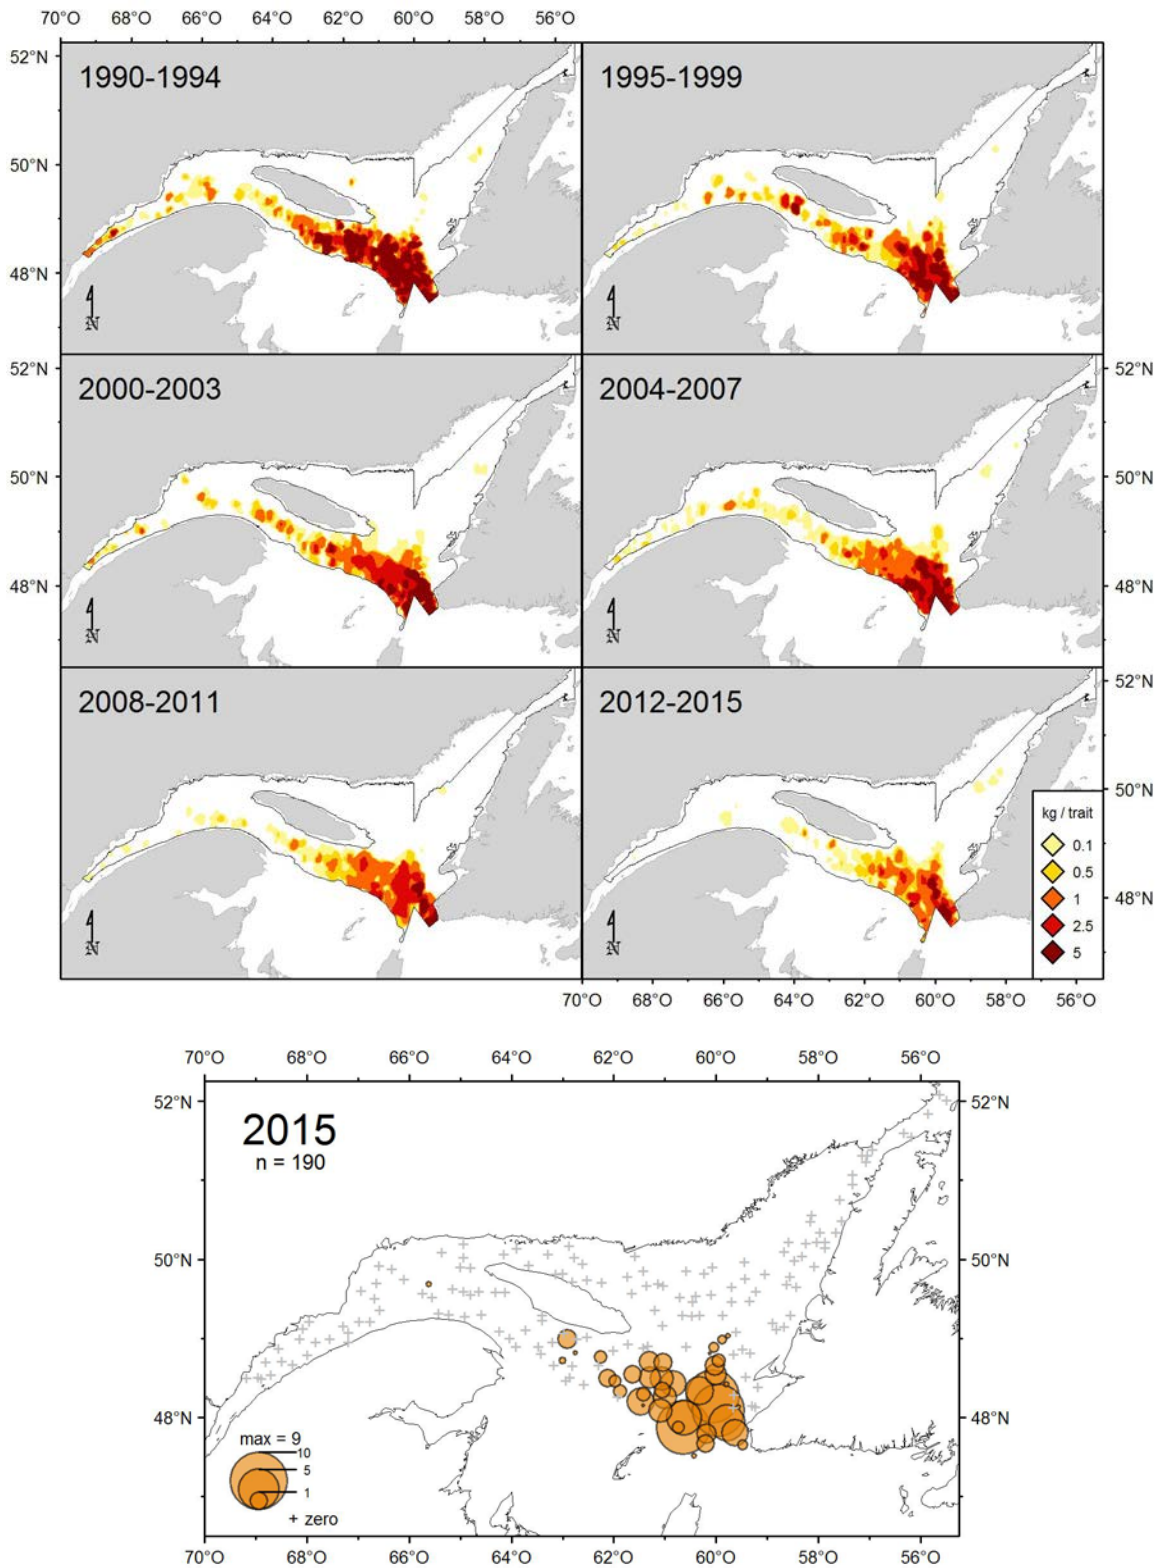 70°O 68°O 66°O 64°O 62°O 60°O 58°O 56°O
52°N
1990-1994
1995-1999
50°N
48°N
N
N
52°N
2000-2003
2004-2007
52°N
50°N
50°N
48°N
48°N
N
N
2008-2011
2012-2015
52°N
50°N
kg / trait
0.1
0.5
1
2.5
5
48°N
N
N
70°O 68°O 66°O 64°O 62°O 60°O 58°O 56°O
70°O 68°O 66°O 64°O 62°O 60°O 58°O 56°O
52°N
2015
52°N
n = 190
50°N
50°N
48°N
48°N
max = 9
10
5
1
+ zero
70°O 68°O 66°O 64°O 62°O 60°O 58°O 56°O